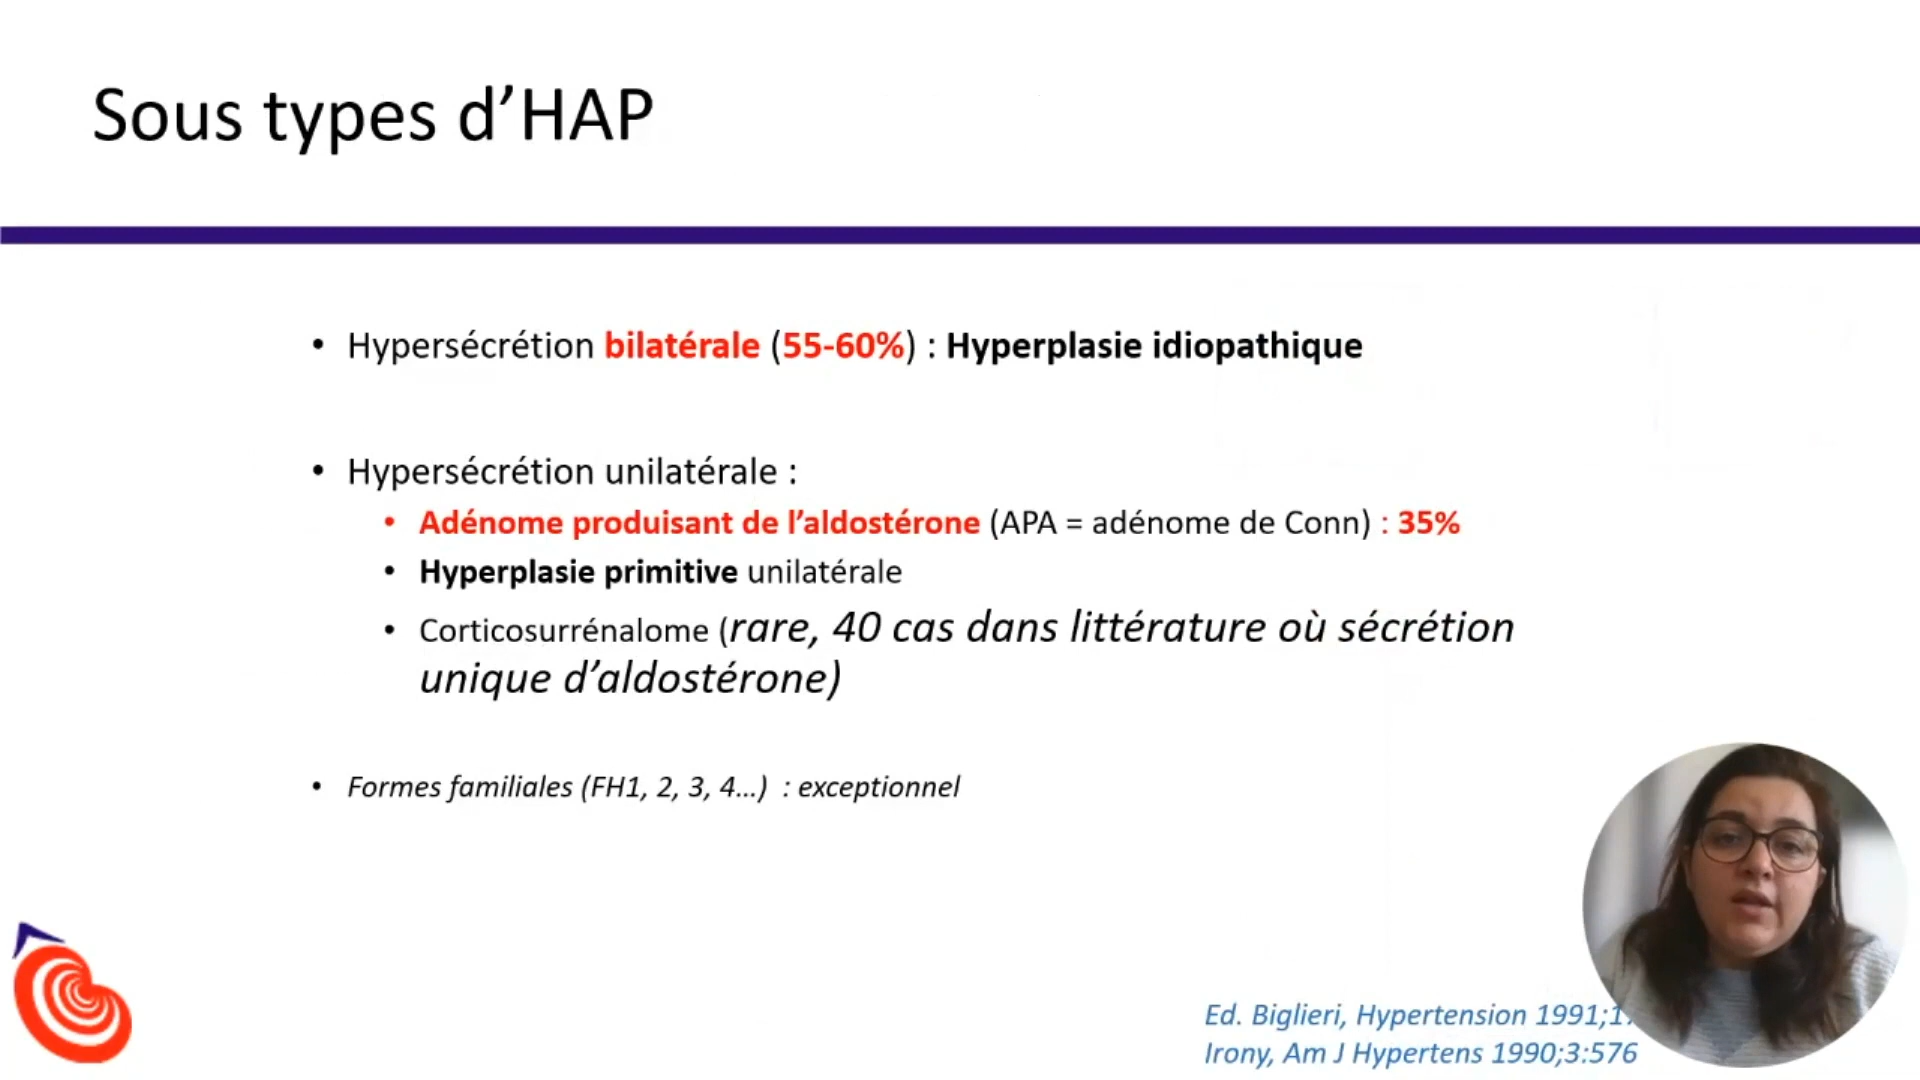 Sous types d’HAP
• Hypersécrétion bilatérale (55-60%) : Hyperplasie idiopathique
• Hypersécrétion unilatérale :
• Adénome produisant de l’aldostérone (APA = adénome de Conn) : 35%
• Hyperplasie primitive unilatérale
• Corticosurrénalome (rare, 40 cas dans littérature où sécrétion
unique d’aldostérone)
• Formes familiales (FH1, 2, 3, 4...) : exceptionnel
Ed. Biglieri, Hypertension 1991;
Irony, Am J Hypertens 1990;3:576